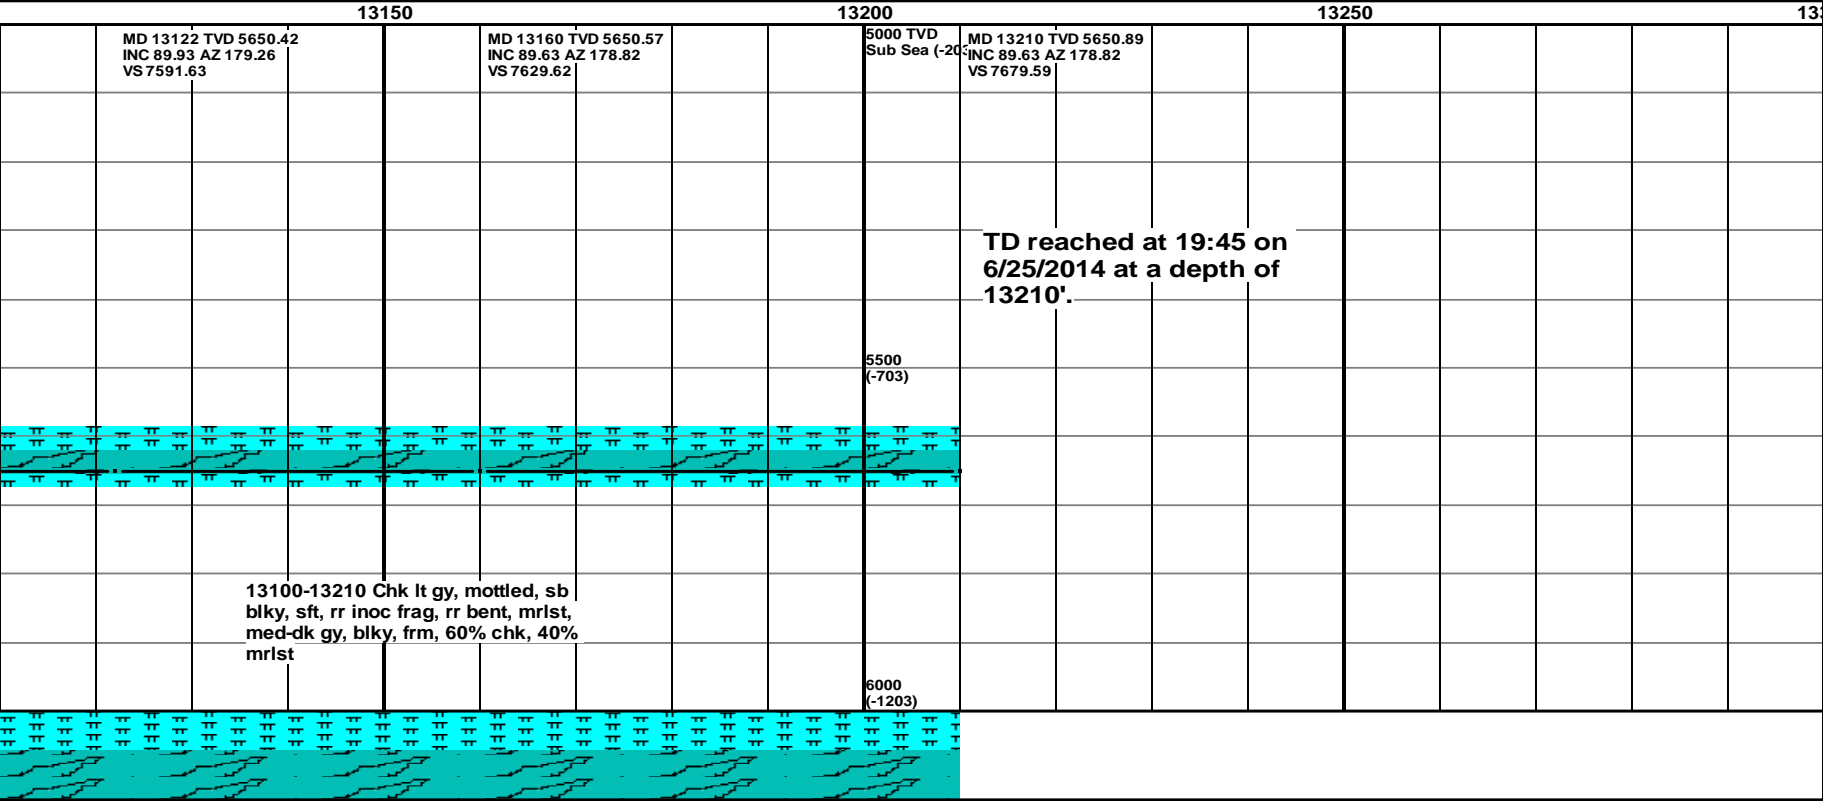 13150
13200
13250
MD 13122 TVD 5650.42
INC 89.93 AZ 179.26
VS 7591.63
MD 13160 TVD 5650.57
INC 89.63 AZ 178.82
VS 7629.62
5000 TVD
Sub Sea
MD 13210 TVD 5650.89
INC 89.63 AZ 178.82
VS 7679.59
TD reached at 19:45 on
6/25/2014 at a depth of
13210'.
5500
(-703)
13100-13210 Chk lt gy, mottled, sb
blky, sft, rr inoc frag, rr bent, mrlst,
med-dk gy, blky, frm, 60% chk, 40%
mrlst
6000
(-1203)